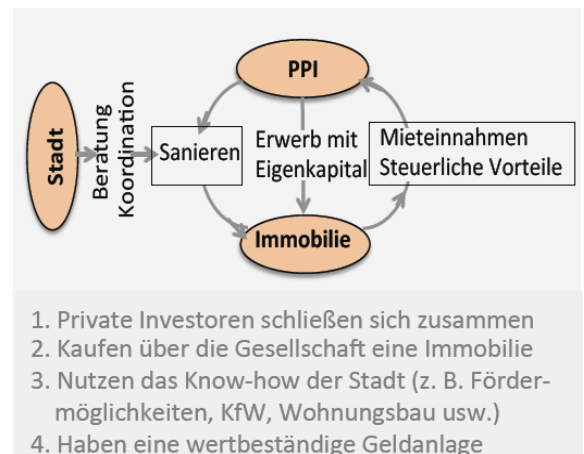 PPI
Stadt
Beratung
Koordination
Sanieren
Erwerb mit
Eigenkapital
Mieteinnahmen
Steuerliche Vorteile
Immobilie
1. Private Investoren schließen sich zusammen
2. Kaufen über die Gesellschaft eine Immobilie
3. Nutzen das Know-how der Stadt (z. B. Förder-
möglichkeiten, KfW, Wohnungsbau usw.)
4. Haben eine wertbeständige Geldanlage